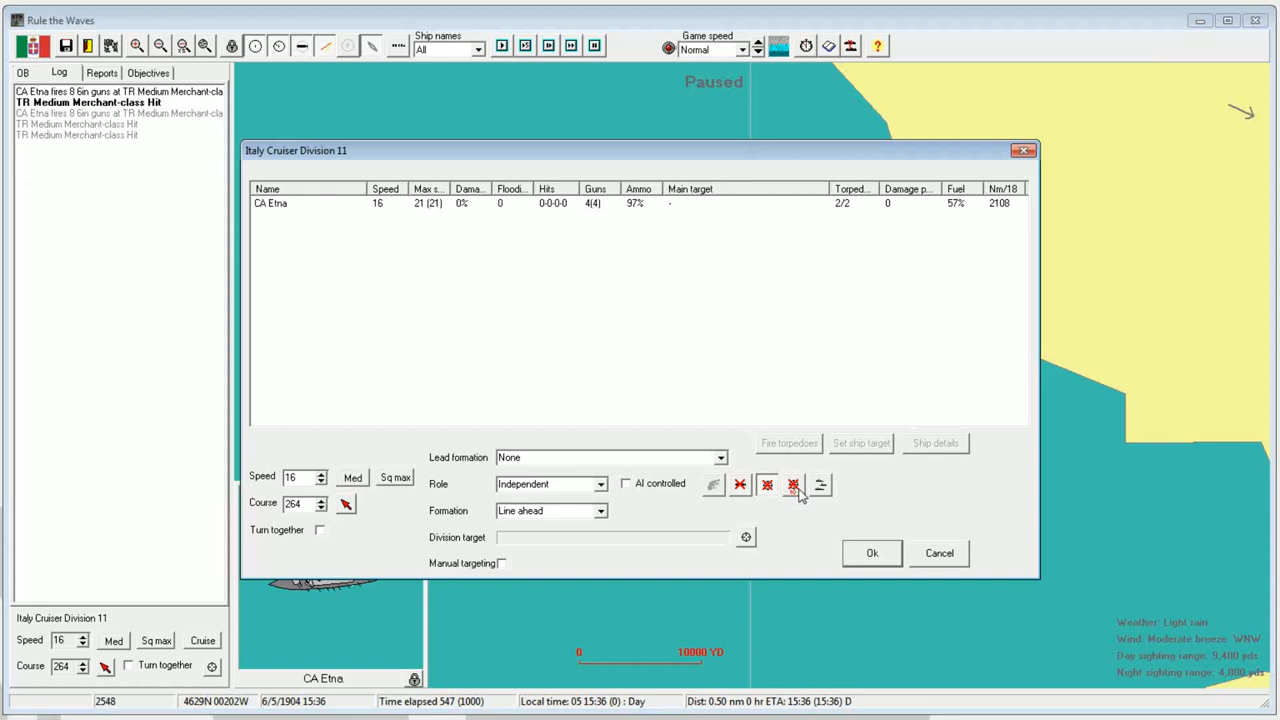 Rule the Waves
Ship names
All
Game speed
Normal
OB Log Reports Objectives
CA Etna fires 8 6in guns at TR Medium Merchant-cla
TR Medium Merchant-class Hit
CA Etna fires 8 6in guns at TR Medium Merchant-cla
TR Medium Merchant-class Hit
TR Medium Merchant-class Hit
Paused
Italy Cruiser Division 11
Name Speed Max s... Dama... Floodi... Hits Guns Ammo Main target Torped... Damage p... Fuel Nm/18
CA Etna 16 21 (21) 0% 0 0-0-0-0 4(4) 97% - 2/2 0 57% 2108
Fire torpedoes Set ship target Ship details
Lead formation None
Speed 16 Med Sq max
Role Independent AI controlled
Course 264
Formation Line ahead
Turn together
Division target
Manual targeting
Ok Cancel
Italy Cruiser Division 11
Speed 16 Med Sq max Cruise
Course 264 Turn together
CA Etna
0 10000 YD
Weather: Light rain
Wind: Moderate breeze WNW
Day sighting range: 9,400 yds
Night sighting range: 4,000 yds
2548 4629N 00202W 6/5/1904 15:36 Time elapsed 547 (1000) Local time: 05 15:36 (0) : Day Dist: 0.50 nm 0 hr ETA: 15:36 (15:36) D